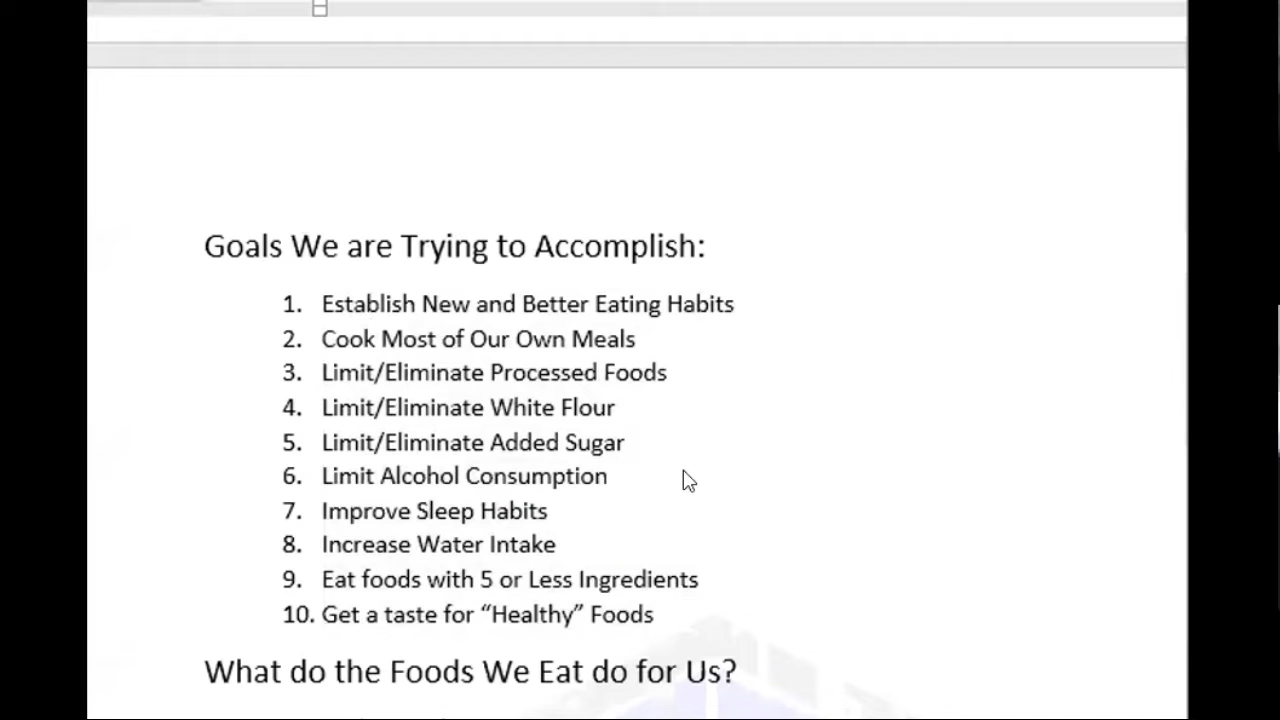 Goals We are Trying to Accomplish:
1. Establish New and Better Eating Habits
2. Cook Most of Our Own Meals
3. Limit/Eliminate Processed Foods
4. Limit/Eliminate White Flour
5. Limit/Eliminate Added Sugar
6. Limit Alcohol Consumption
7. Improve Sleep Habits
8. Increase Water Intake
9. Eat foods with 5 or Less Ingredients
10. Get a taste for “Healthy” Foods
What do the Foods We Eat do for Us?